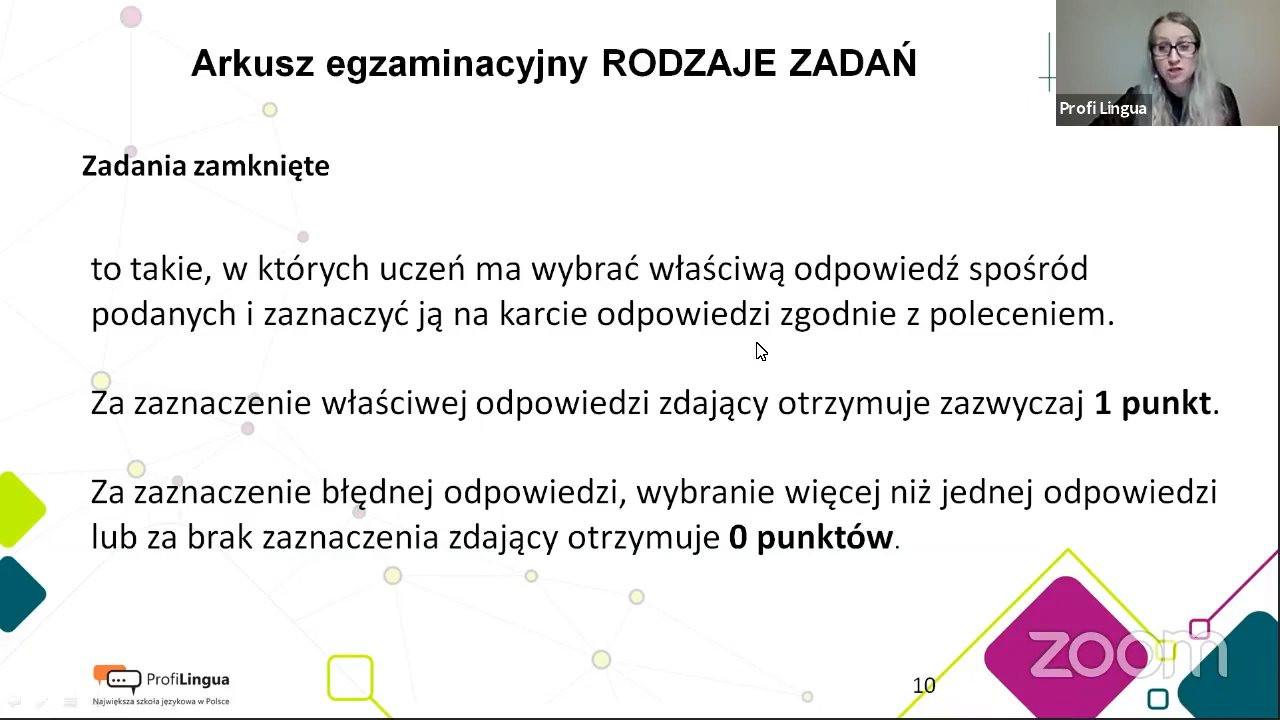 Arkusz egzaminacyjny RODZAJE ZADAŃ
Profi Lingua
Zadania zamknięte
to takie, w których uczeń ma wybrać właściwą odpowiedź spośród
podanych i zaznaczyć ją na karcie odpowiedzi zgodnie z poleceniem.
Za zaznaczenie właściwej odpowiedzi zdający otrzymuje zazwyczaj 1 punkt.
Za zaznaczenie błędnej odpowiedzi, wybranie więcej niż jednej odpowiedzi
lub za brak zaznaczenia zdający otrzymuje 0 punktów.
ProfiLingua
Największa szkoła językowa w Polsce
10
zoom